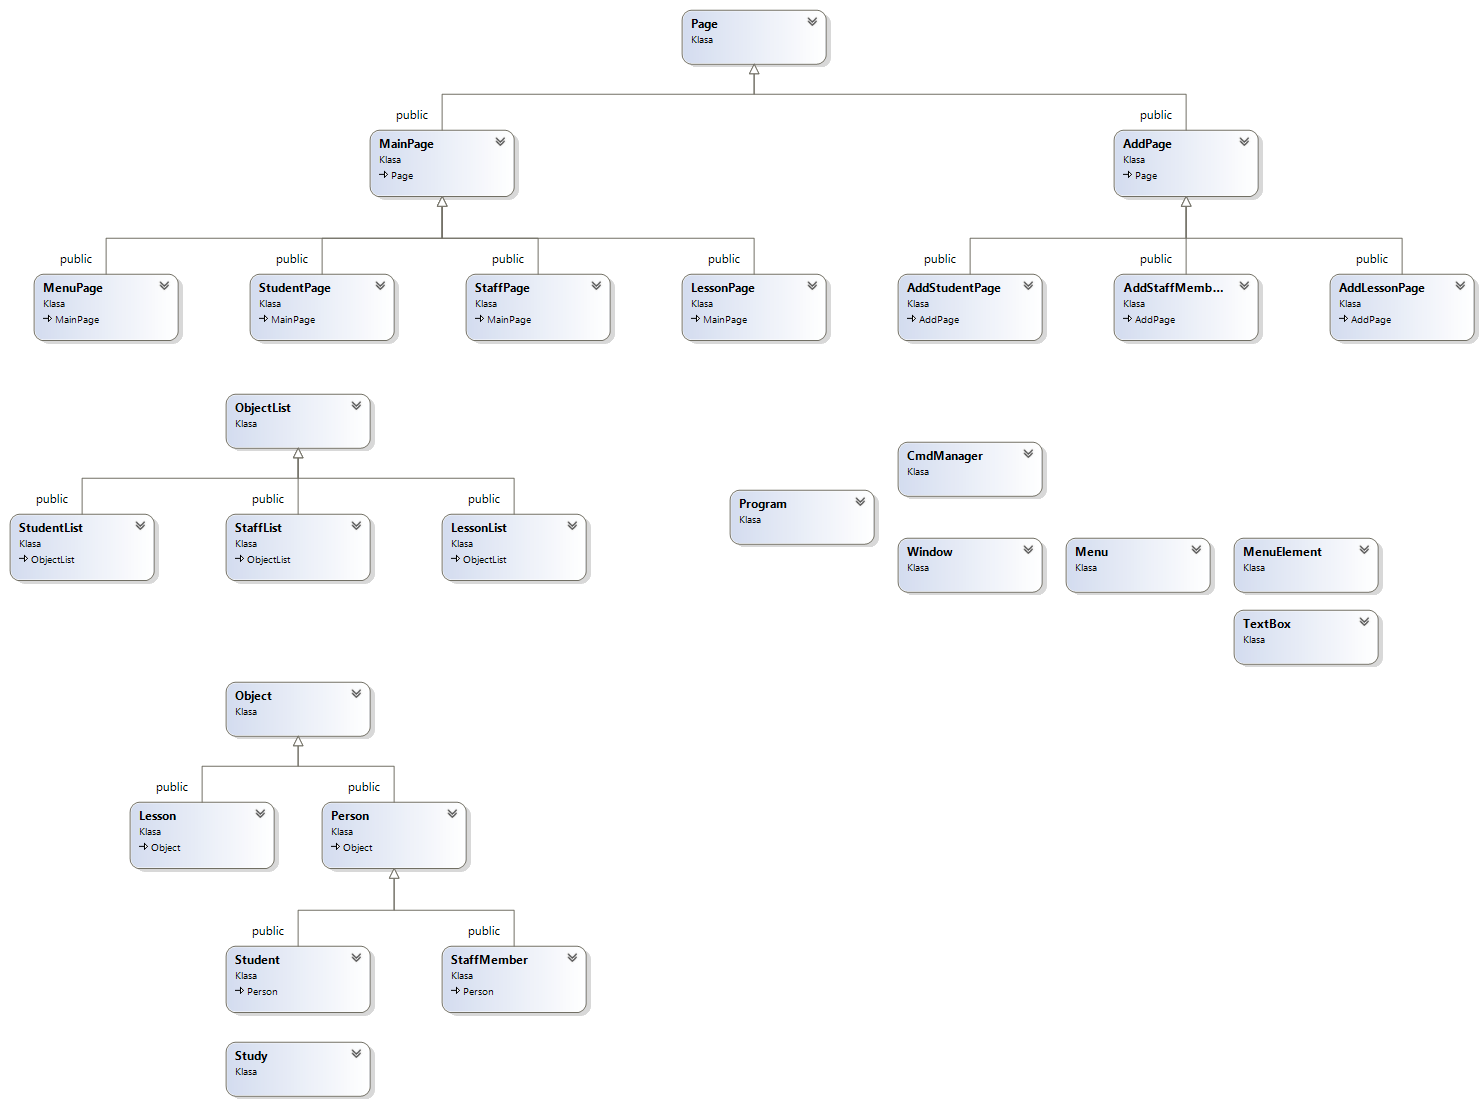 Page
Klasa
public
public
MainPage
Klasa
Page
AddPage
Klasa
Page
public
public
public
public
public
public
public
MenuPage
Klasa
MainPage
StudentPage
Klasa
MainPage
StaffPage
Klasa
MainPage
LessonPage
Klasa
MainPage
AddStudentPage
Klasa
AddPage
AddStaffMemb...
Klasa
AddPage
AddLessonPage
Klasa
AddPage
ObjectList
Klasa
public
public
public
StudentList
Klasa
ObjectList
StaffList
Klasa
ObjectList
LessonList
Klasa
ObjectList
CmdManager
Klasa
Program
Klasa
Window
Klasa
Menu
Klasa
MenuElement
Klasa
TextBox
Klasa
Object
Klasa
public
public
Lesson
Klasa
Object
Person
Klasa
Object
public
public
Student
Klasa
Person
StaffMember
Klasa
Person
Study
Klasa